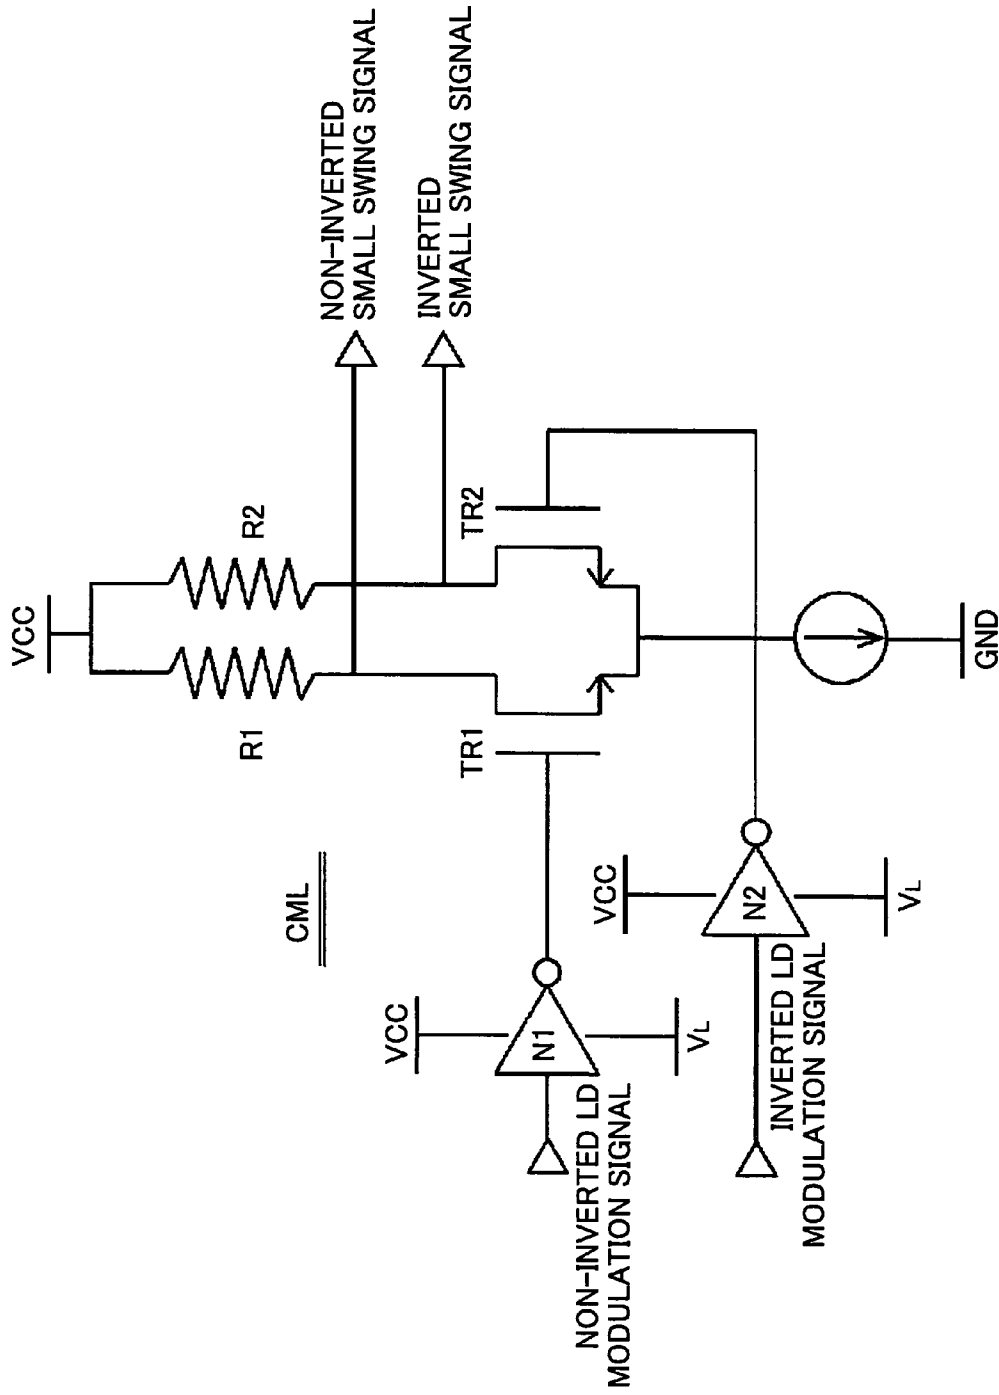 VCC
R1
R2
NON-INVERTED
SMALL SWING SIGNAL
INVERTED
SMALL SWING SIGNAL
CML
TR1
TR2
VCC
N1
VL
NON-INVERTED LD
MODULATION SIGNAL
VCC
N2
VL
INVERTED LD
MODULATION SIGNAL
GND